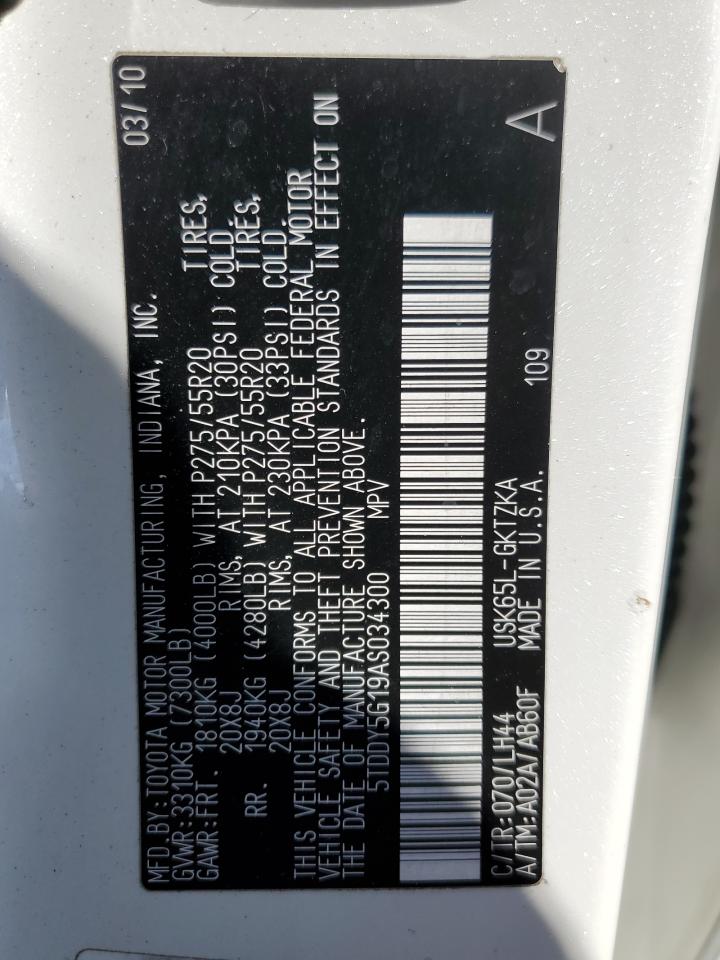 MFD. BY: TOYOTA MOTOR MANUFACTURING, INDIANA, INC. 03/10
GVWR: 3310KG (7300LB)
GAWR: FRT. 1810KG (4000LB) WITH P275/55R20 TIRES,
20X8J RIMS, AT 210KPA (30PSI) COLD
RR. 1940KG (4280LB) WITH P275/55R20 TIRES,
20X8J RIMS, AT 230KPA (33PSI) COLD
THIS VEHICLE CONFORMS TO ALL APPLICABLE FEDERAL MOTOR
VEHICLE SAFETY AND THEFT PREVENTION STANDARDS IN EFFECT ON
THE DATE OF MANUFACTURE SHOWN ABOVE.
5TDDY5G19AS034300 MPV
C/TR: 070/LH44 USK65L-GKTZKA 109 A
A/TM: A02A/AB60F MADE IN U.S.A.